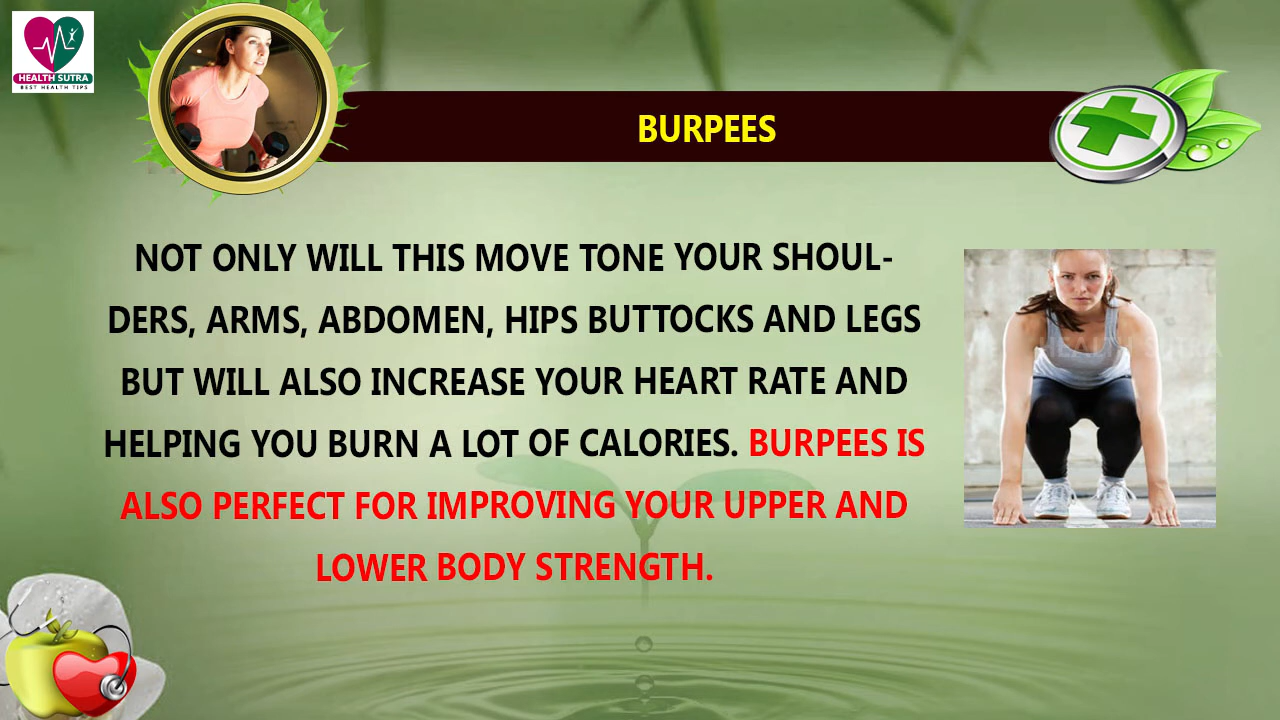 HEALTH SUTRA
BEST HEALTH TIPS
BURPEES
NOT ONLY WILL THIS MOVE TONE YOUR SHOUL-
DERS, ARMS, ABDOMEN, HIPS BUTTOCKS AND LEGS
BUT WILL ALSO INCREASE YOUR HEART RATE AND
HELPING YOU BURN A LOT OF CALORIES. BURPEES IS
ALSO PERFECT FOR IMPROVING YOUR UPPER AND
LOWER BODY STRENGTH.